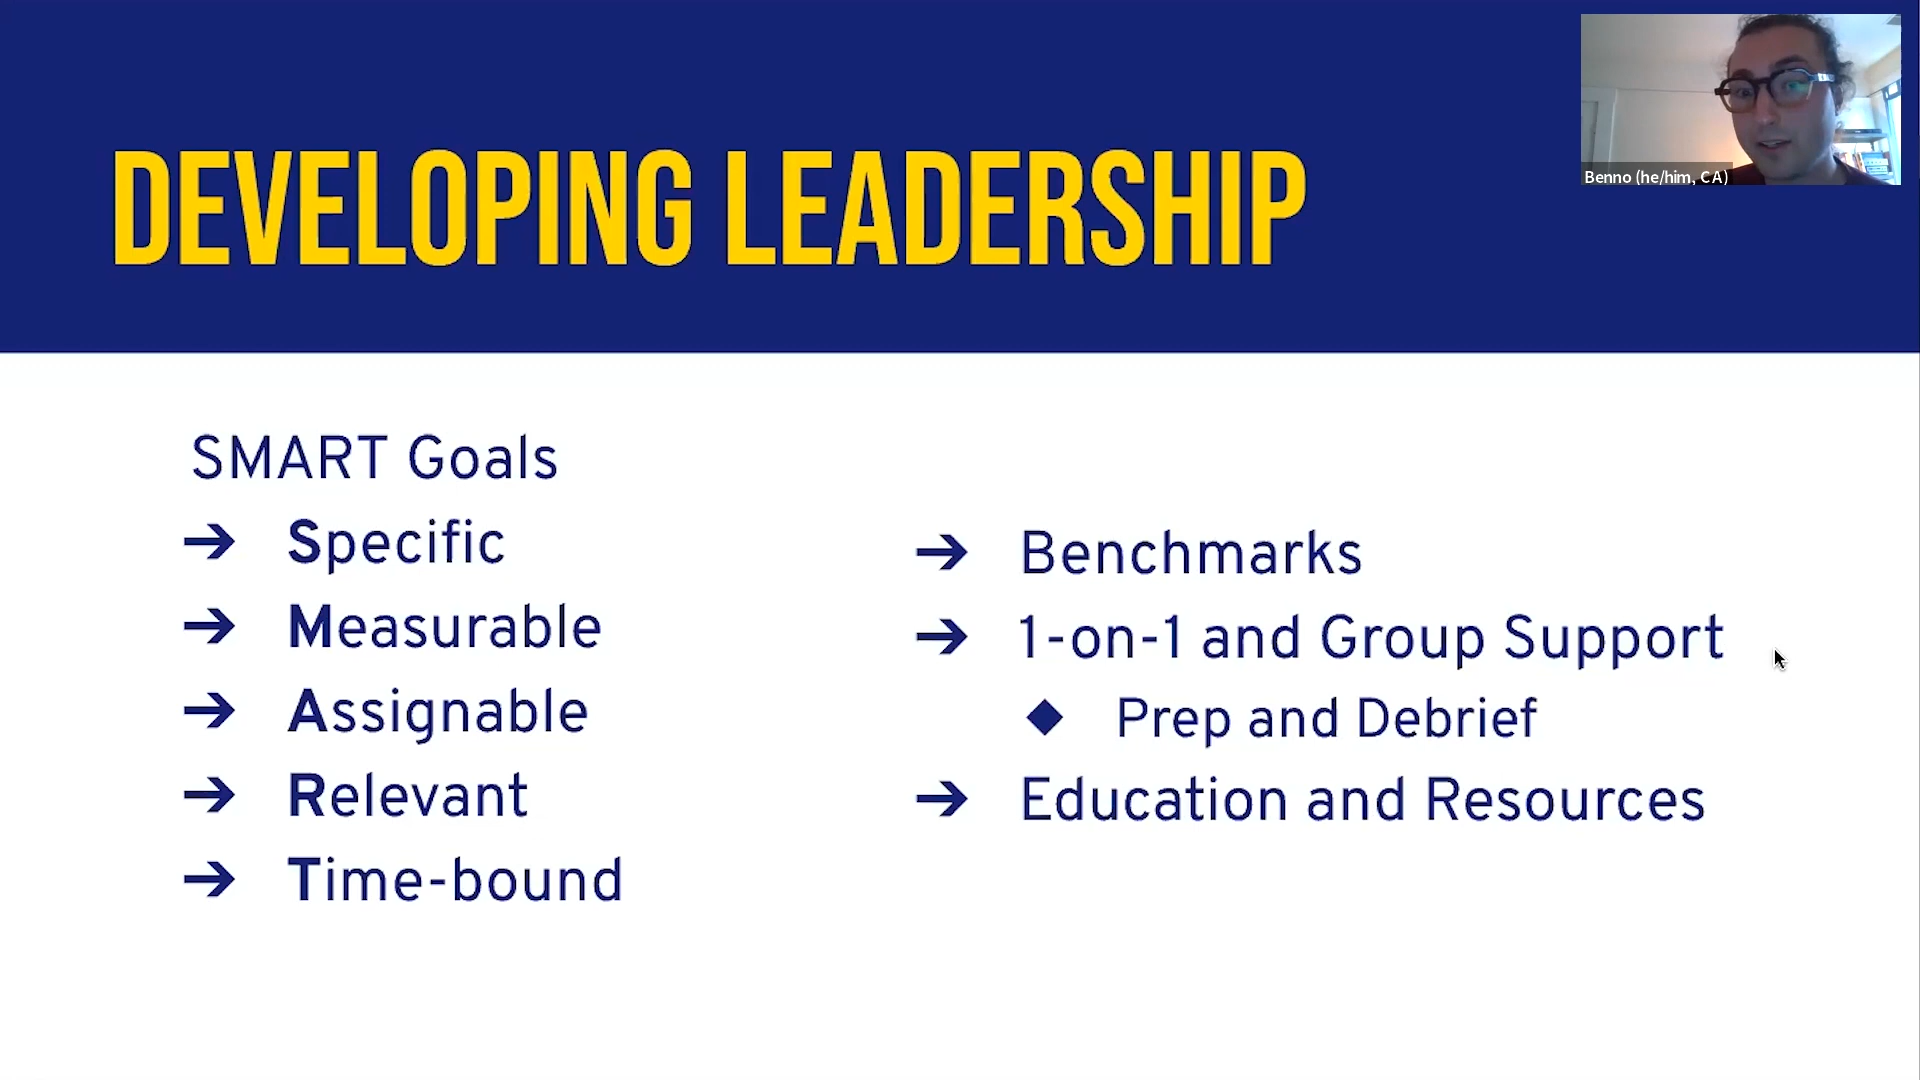 DEVELOPING LEADERSHIP
Benno (he/him, CA)
SMART Goals
➔ Specific
➔ Measurable
➔ Assignable
➔ Relevant
➔ Time-bound
➔ Benchmarks
➔ 1-on-1 and Group Support
◆ Prep and Debrief
➔ Education and Resources